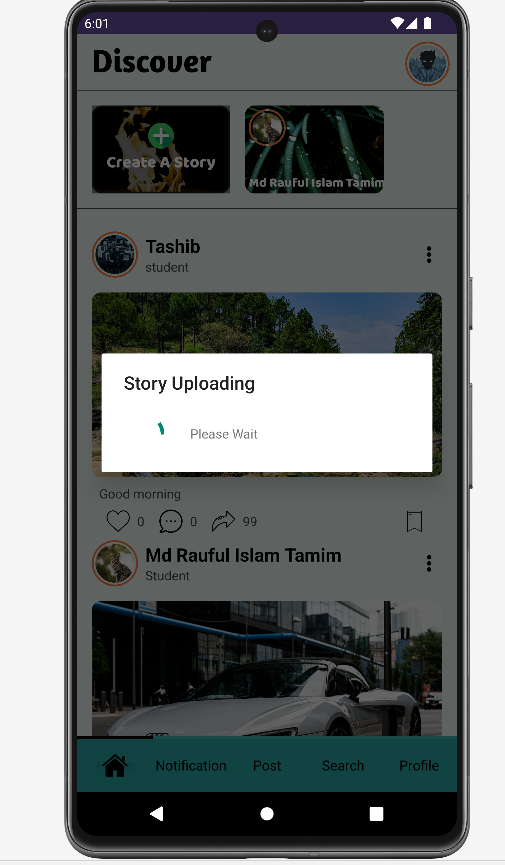 6:01
Discover
Create A Story
Md Rauful Islam Tamim
Tashib
student
Story Uploading
Please Wait
Good morning
0
0
99
Md Rauful Islam Tamim
Student
Notification
Post
Search
Profile